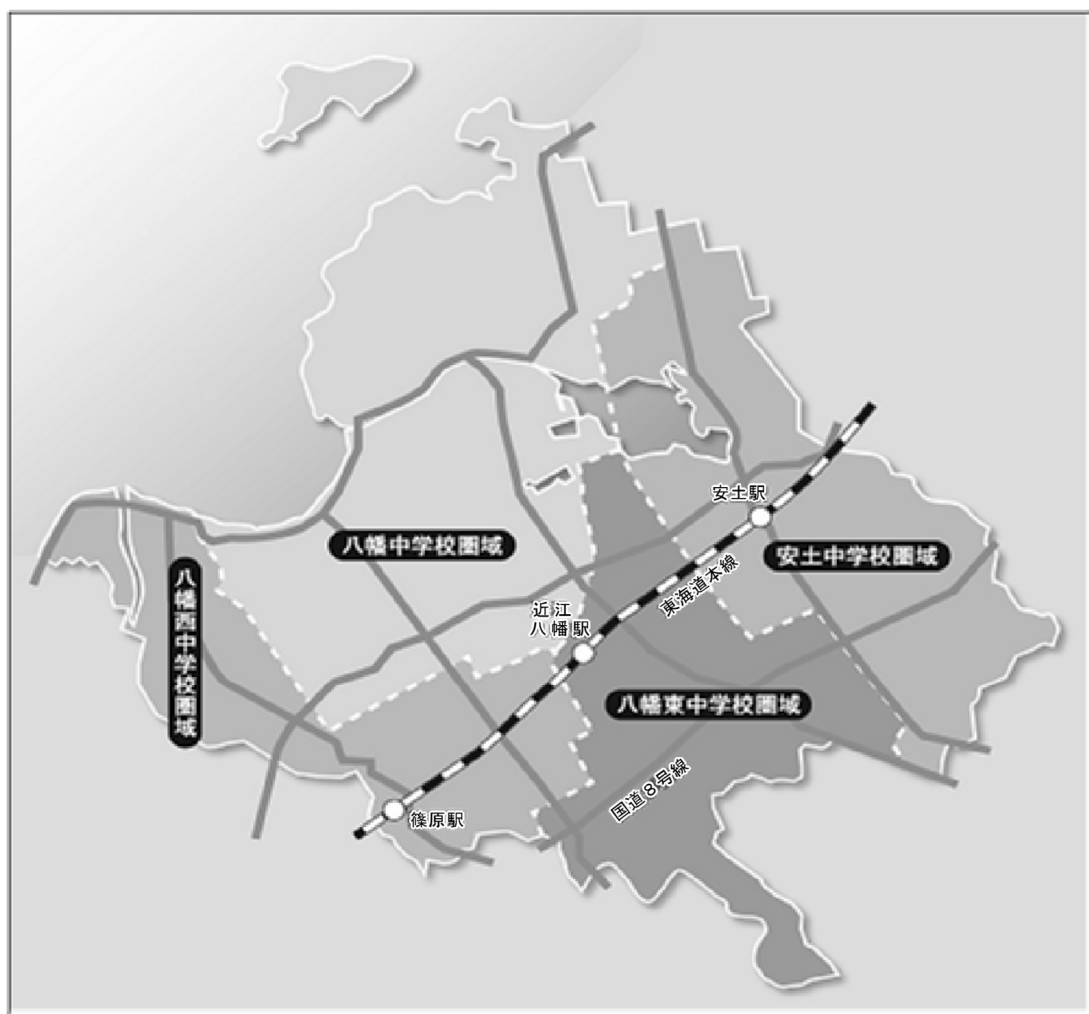 安土駅
八幡中学校圏域
安土中学校圏域
八幡西中学校圏域
東海道本線
近江
八幡駅
八幡東中学校圏域
国道8号線
篠原駅